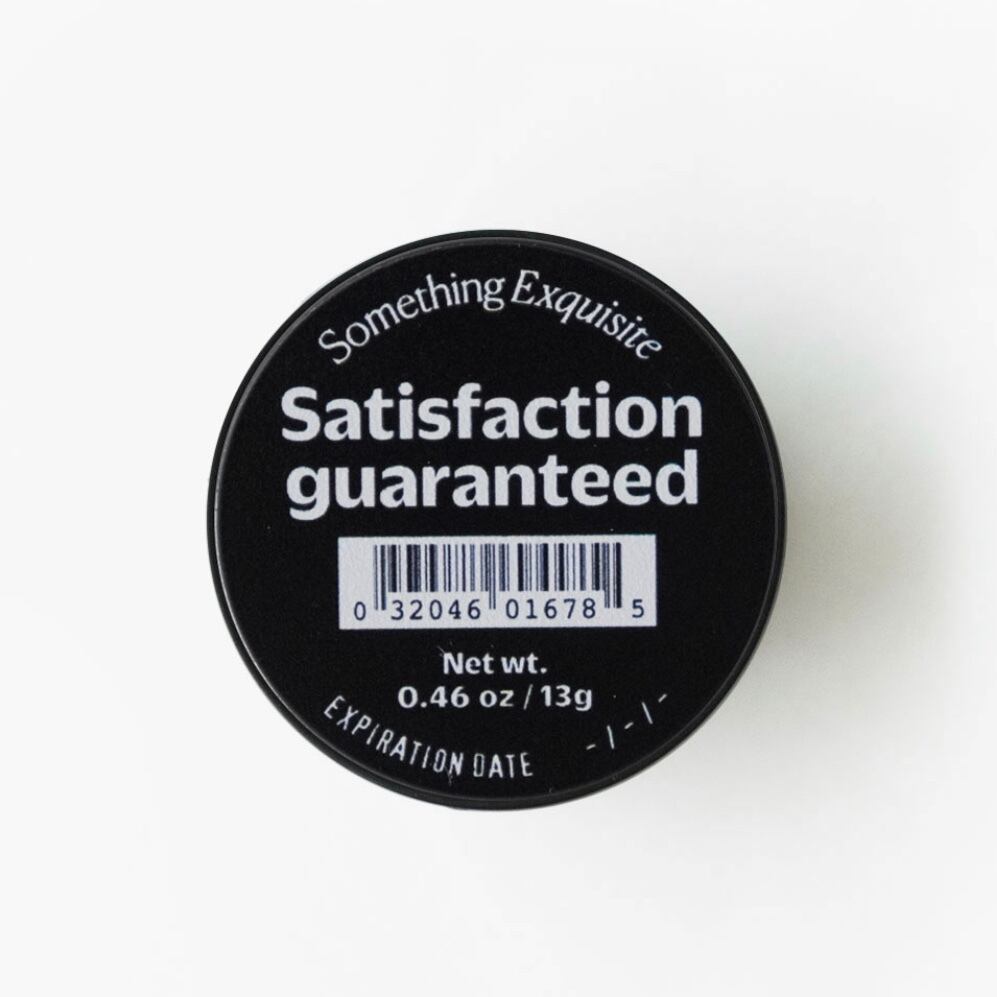 Something Exquisite
Satisfaction
guaranteed
0 32046 01678 5
Net wt.
0.46 oz / 13g
EXPIRATION DATE -/-/-